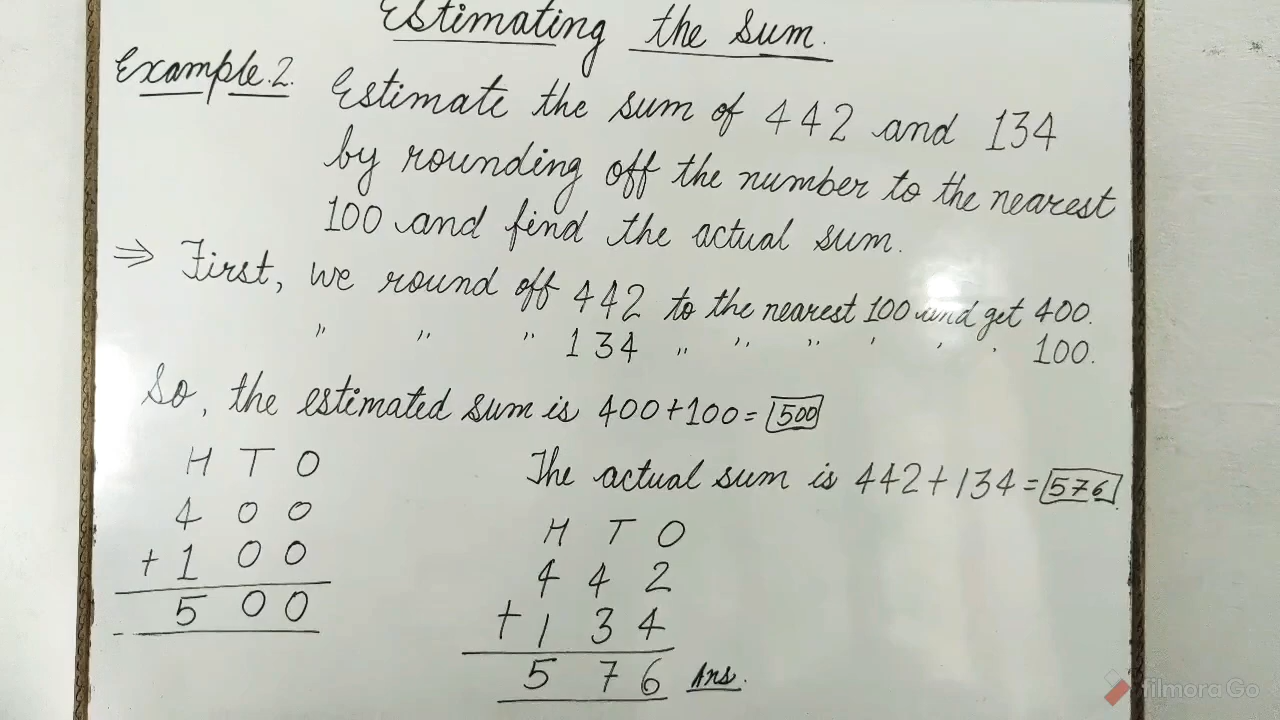 Estimating the Sum.
Example.2. Estimate the sum of 442 and 134
by rounding off the number to the nearest
100 and find the actual sum.
⇒ First, we round off 442 to the nearest 100 and get 400.
" " " 134 " " " " " " 100.
So, the estimated sum is 400+100= 500
H T O
4 0 0
+ 1 0 0
5 0 0
The actual sum is 442+134= 576
H T O
4 4 2
+ 1 3 4
5 7 6 Ans.
filmora Go